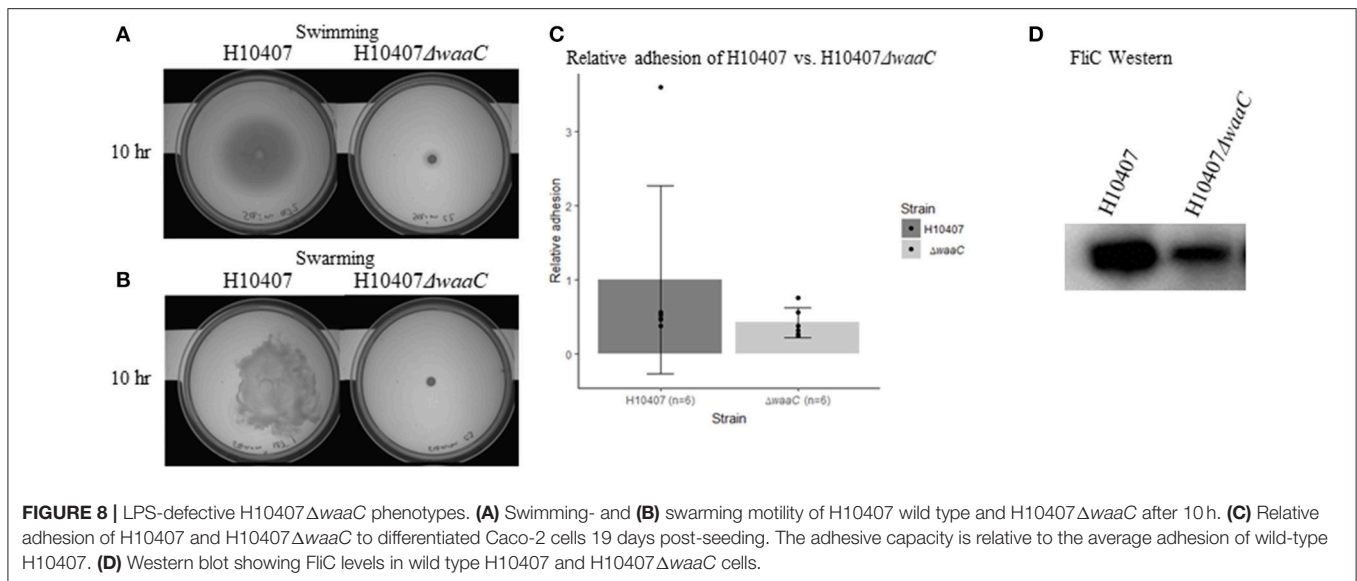 A
Swimming
H10407 H10407ΔwaaC
10 hr
B
Swarming
H10407 H10407ΔwaaC
10 hr
C
Relative adhesion of H10407 vs. H10407ΔwaaC
3
2
1
0
Relative adhesion
H10407 (n=6) ΔwaaC (n=6)
Strain
Strain
H10407
ΔwaaC
D
FliC Western
H10407
H10407ΔwaaC
FIGURE 8 | LPS-defective H10407ΔwaaC phenotypes. (A) Swimming- and (B) swarming motility of H10407 wild type and H10407ΔwaaC after 10 h. (C) Relative
adhesion of H10407 and H10407ΔwaaC to differentiated Caco-2 cells 19 days post-seeding. The adhesive capacity is relative to the average adhesion of wild-type
H10407. (D) Western blot showing FliC levels in wild type H10407 and H10407ΔwaaC cells.